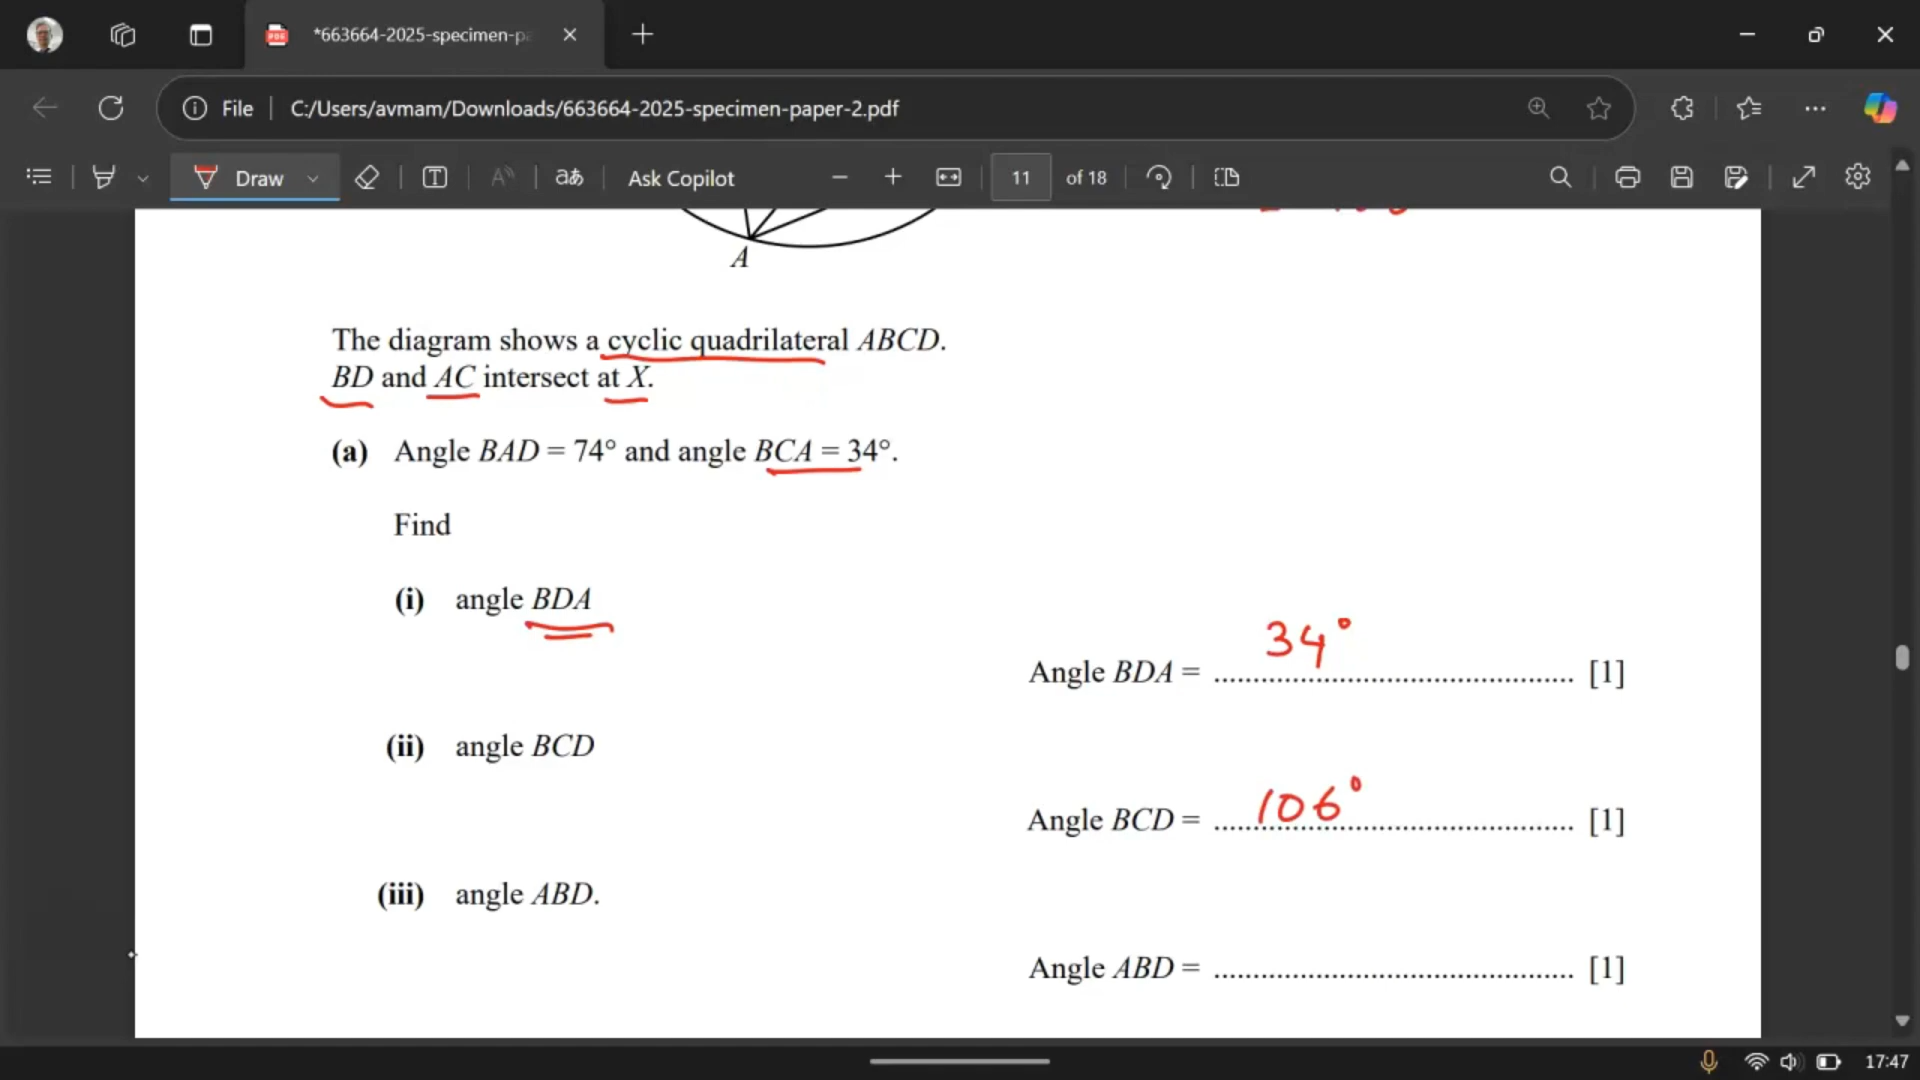 *663664-2025-specimen-pa
File
C:/Users/avmam/Downloads/663664-2025-specimen-paper-2.pdf
Draw
aあ
Ask Copilot
11 of 18
A
The diagram shows a cyclic quadrilateral ABCD.
BD and AC intersect at X.
(a) Angle BAD = 74° and angle BCA = 34°.
Find
(i) angle BDA
34°
Angle BDA = .................................................... [1]
(ii) angle BCD
106°
Angle BCD = .................................................... [1]
(iii) angle ABD.
Angle ABD = .................................................... [1]
17:47